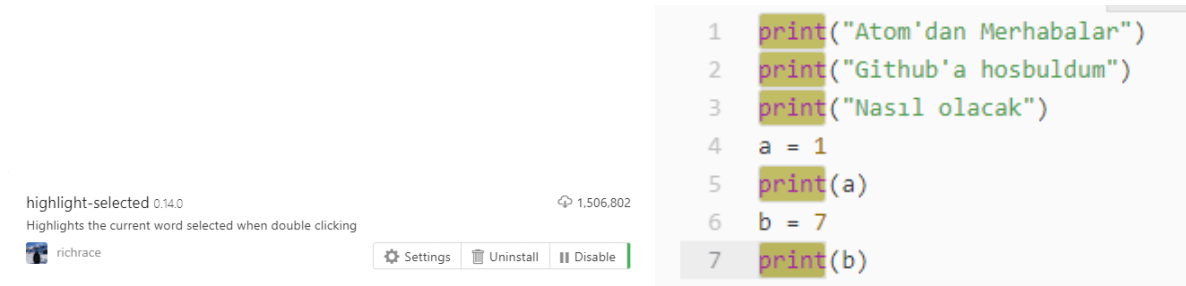 highlight-selected 0.14.0
1,506,802
Highlights the current word selected when double clicking
richrace
Settings
Uninstall
Disable
1 print("Atom'dan Merhabalar")
2 print("Github'a hosbuldum")
3 print("Nasıl olacak")
4 a = 1
5 print(a)
6 b = 7
7 print(b)